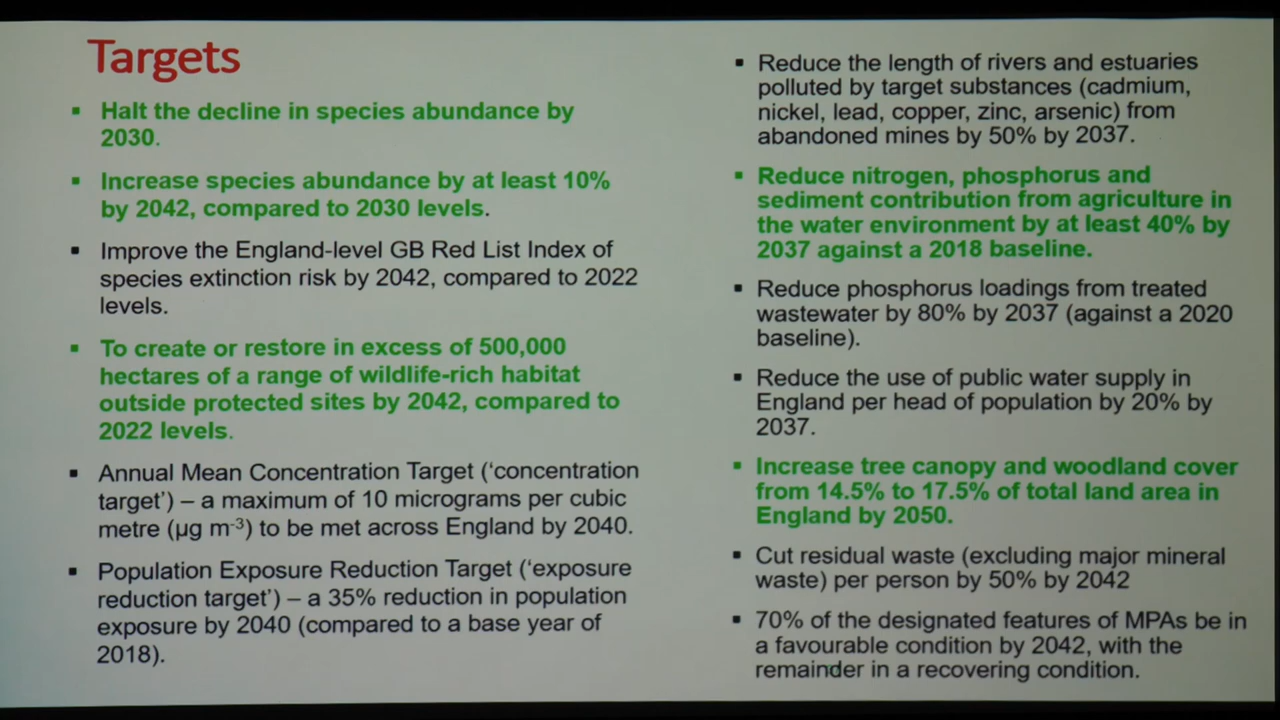 Targets
▪ Halt the decline in species abundance by
2030.
▪ Increase species abundance by at least 10%
by 2042, compared to 2030 levels.
▪ Improve the England-level GB Red List Index of
species extinction risk by 2042, compared to 2022
levels.
▪ To create or restore in excess of 500,000
hectares of a range of wildlife-rich habitat
outside protected sites by 2042, compared to
2022 levels.
▪ Annual Mean Concentration Target (‘concentration
target’) – a maximum of 10 micrograms per cubic
metre (µg m⁻³) to be met across England by 2040.
▪ Population Exposure Reduction Target (‘exposure
reduction target’) – a 35% reduction in population
exposure by 2040 (compared to a base year of
2018).
▪ Reduce the length of rivers and estuaries
polluted by target substances (cadmium,
nickel, lead, copper, zinc, arsenic) from
abandoned mines by 50% by 2037.
▪ Reduce nitrogen, phosphorus and
sediment contribution from agriculture in
the water environment by at least 40% by
2037 against a 2018 baseline.
▪ Reduce phosphorus loadings from treated
wastewater by 80% by 2037 (against a 2020
baseline).
▪ Reduce the use of public water supply in
England per head of population by 20% by
2037.
▪ Increase tree canopy and woodland cover
from 14.5% to 17.5% of total land area in
England by 2050.
▪ Cut residual waste (excluding major mineral
waste) per person by 50% by 2042
▪ 70% of the designated features of MPAs be in
a favourable condition by 2042, with the
remainder in a recovering condition.